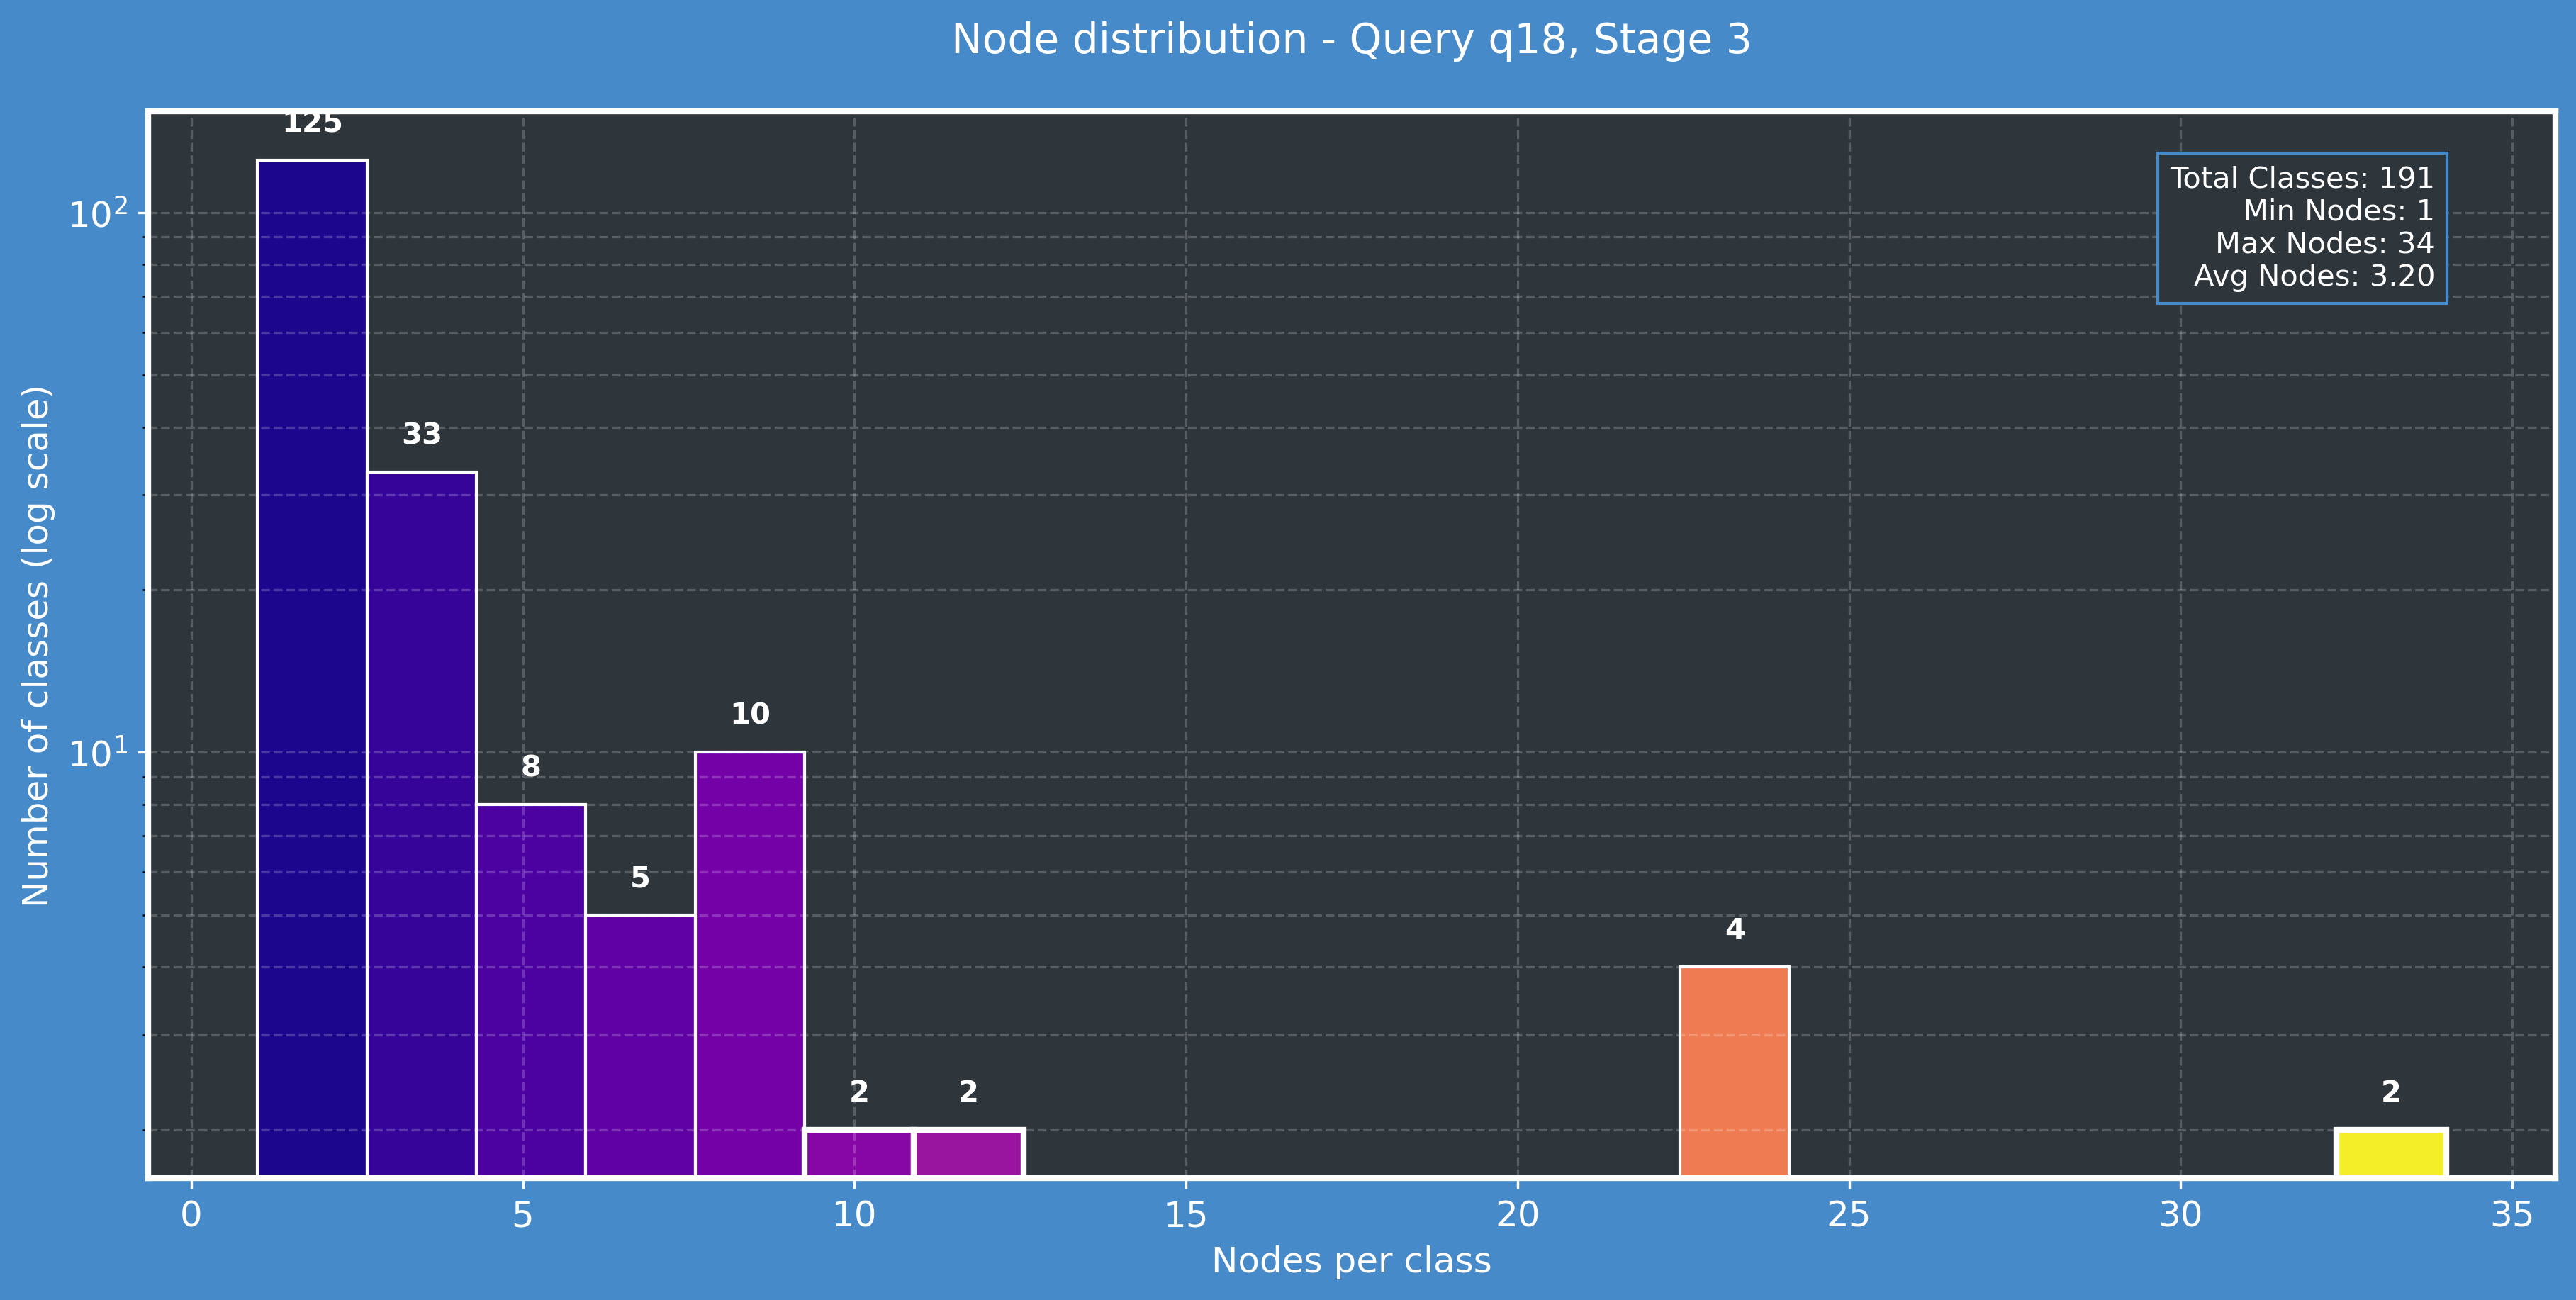 Node distribution - Query q18, Stage 3
125
Total Classes: 191
Min Nodes: 1
Max Nodes: 34
Avg Nodes: 3.20
10²
33
10
10¹
8
5
4
2
2
2
Number of classes (log scale)
0 5 10 15 20 25 30 35
Nodes per class